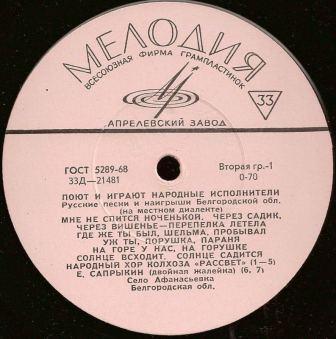 МЕЛОДИЯ
ВСЕСОЮЗНАЯ ФИРМА ГРАМПЛАСТИНОК
33
АПРЕЛЕВСКИЙ ЗАВОД
ГОСТ 5289-68
Вторая гр.-1
33Д—21481
0-70
ПОЮТ И ИГРАЮТ НАРОДНЫЕ ИСПОЛНИТЕЛИ
Русские песни и наигрыши Белгородской обл.
(на местном диалекте)
МНЕ НЕ СПИТСЯ НОЧЕНЬКОЙ, ЧЕРЕЗ САДИК,
ЧЕРЕЗ ВИШЕНЬЕ—ПЕРЕПЕЛКА ЛЕТЕЛА
ГДЕ ЖЕ ТЫ БЫЛ, ШЕЛЬМА, ПРОБЫВАЛ
УЖ ТЫ, ПОРУШКА, ПАРАНЯ
НА ГОРЕ У НАС, НА ГОРУШКЕ
СОЛНЦЕ ВСХОДИТ. СОЛНЦЕ САДИТСЯ
НАРОДНЫЙ ХОР КОЛХОЗА «РАССВЕТ» (1—5)
Е. САПРЫКИН (двойная жалейка) (6, 7)
Село Афанасьевка
Белгородская обл.